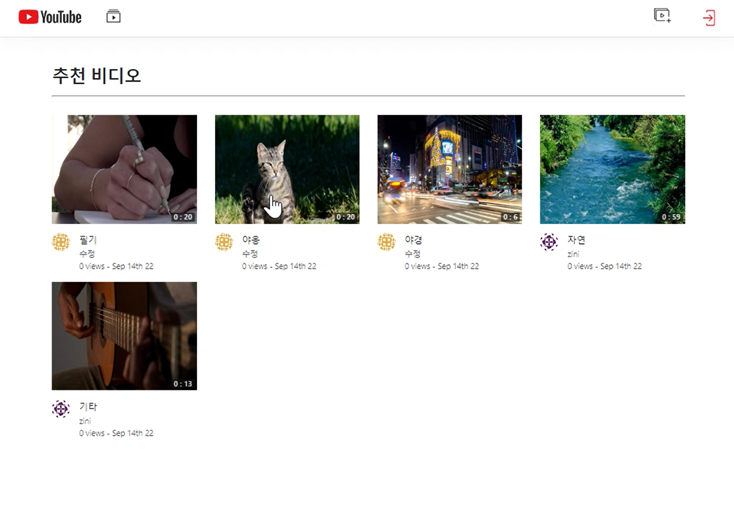 YouTube
추천 비디오
0 : 20
0 : 20
0 : 6
0 : 59
필기
수정
0 views - Sep 14th 22
야옹
수정
0 views - Sep 14th 22
야경
수정
0 views - Sep 14th 22
자연
zini
0 views - Sep 14th 22
0 : 13
기타
zini
0 views - Sep 14th 22